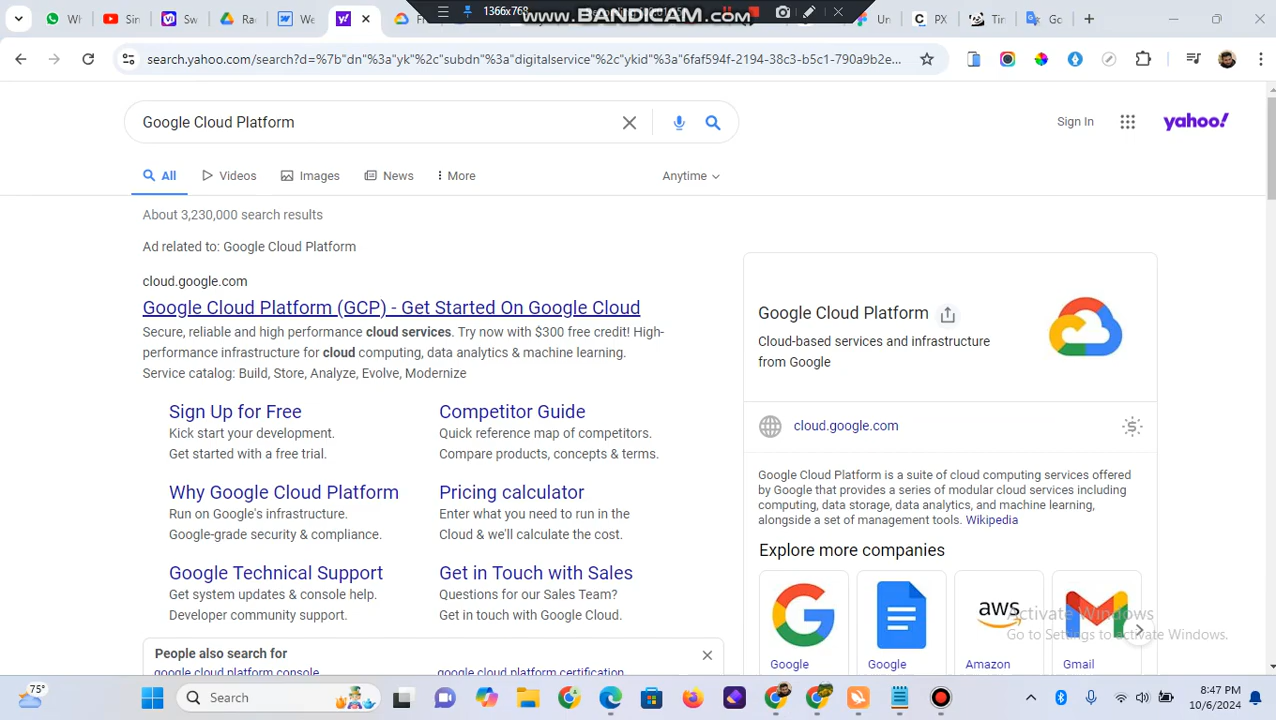 1366x768
WWW.BANDICAM.COM
search.yahoo.com/search?d=%7b%dn"%3a"yk"%2c"subdn"%3a"digitalservice"%2c"ykid"%3a"6faf594f-2194-38c3-b5c1-790a9b2e...
Google Cloud Platform
Sign In
yahoo!
All
Videos
Images
News
More
Anytime
About 3,230,000 search results
Ad related to: Google Cloud Platform
cloud.google.com
Google Cloud Platform (GCP) - Get Started On Google Cloud
Secure, reliable and high performance cloud services. Try now with $300 free credit! High-
performance infrastructure for cloud computing, data analytics & machine learning.
Service catalog: Build, Store, Analyze, Evolve, Modernize
Sign Up for Free
Kick start your development.
Get started with a free trial.
Competitor Guide
Quick reference map of competitors.
Compare products, concepts & terms.
Why Google Cloud Platform
Run on Google's infrastructure.
Google-grade security & compliance.
Pricing calculator
Enter what you need to run in the
Cloud & we'll calculate the cost.
Google Technical Support
Get system updates & console help.
Developer community support.
Get in Touch with Sales
Questions for our Sales Team?
Get in touch with Google Cloud.
People also search for
google cloud platform console
google cloud platform certification
Google Cloud Platform
Cloud-based services and infrastructure
from Google
cloud.google.com
Google Cloud Platform is a suite of cloud computing services offered
by Google that provides a series of modular cloud services including
computing, data storage, data analytics, and machine learning,
alongside a set of management tools. Wikipedia
Explore more companies
aws
Google
Google
Amazon
Gmail
Activate Windows
Go to Settings to activate Windows.
75°
Search
8:47 PM
10/6/2024